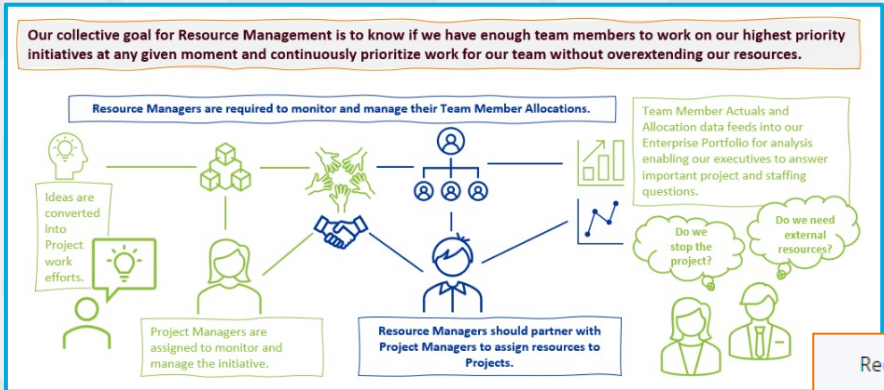 Our collective goal for Resource Management is to know if we have enough team members to work on our highest priority
initiatives at any given moment and continuously prioritize work for our team without overextending our resources.
Resource Managers are required to monitor and manage their Team Member Allocations.
Team Member Actuals and
Allocation data feeds into our
Enterprise Portfolio for analysis
enabling our executives to answer
important project and staffing
questions.
Ideas are
converted
into
Project
work
efforts.
Do we
stop the
project?
Do we need
external
resources?
Project Managers are
assigned to monitor and
manage the initiative.
Resource Managers should partner with
Project Managers to assign resources to
Projects.